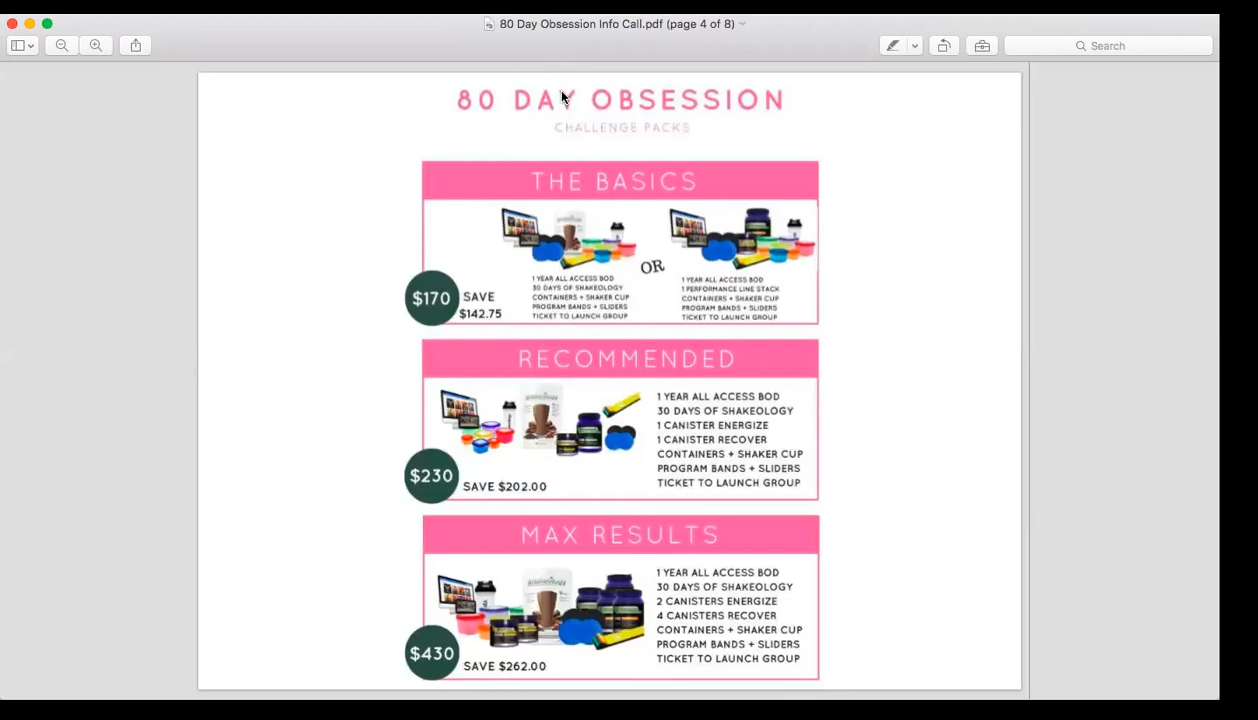 80 Day Obsession Info Call.pdf (page 4 of 8)
Search
80 DAY OBSESSION
CHALLENGE PACKS
THE BASICS
1 YEAR ALL ACCESS BOD
30 DAYS OF SHAKEOLOGY
CONTAINERS + SHAKER CUP
PROGRAM BANDS + SLIDERS
TICKET TO LAUNCH GROUP
OR
1 YEAR ALL ACCESS BOD
1 PERFORMANCE LINE STACK
CONTAINERS + SHAKER CUP
PROGRAM BANDS + SLIDERS
TICKET TO LAUNCH GROUP
$170
SAVE
$142.75
RECOMMENDED
1 YEAR ALL ACCESS BOD
30 DAYS OF SHAKEOLOGY
1 CANISTER ENERGIZE
1 CANISTER RECOVER
CONTAINERS + SHAKER CUP
PROGRAM BANDS + SLIDERS
TICKET TO LAUNCH GROUP
$230
SAVE $202.00
MAX RESULTS
1 YEAR ALL ACCESS BOD
30 DAYS OF SHAKEOLOGY
2 CANISTERS ENERGIZE
4 CANISTERS RECOVER
CONTAINERS + SHAKER CUP
PROGRAM BANDS + SLIDERS
TICKET TO LAUNCH GROUP
$430
SAVE $262.00